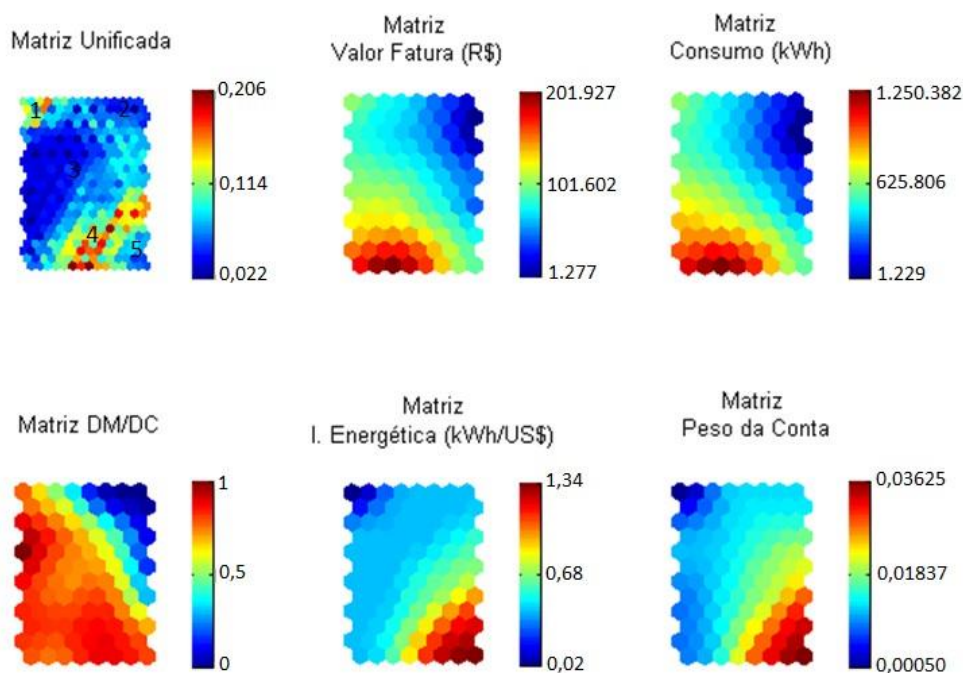 Matriz Unificada
1
2
3
4
5
0,206
0,114
0,022
Matriz
Valor Fatura (R$)
201.927
101.602
1.277
Matriz
Consumo (kWh)
1.250.382
625.806
1.229
Matriz DM/DC
1
0,5
0
Matriz
I. Energética (kWh/US$)
1,34
0,68
0,02
Matriz
Peso da Conta
0,03625
0,01837
0,00050